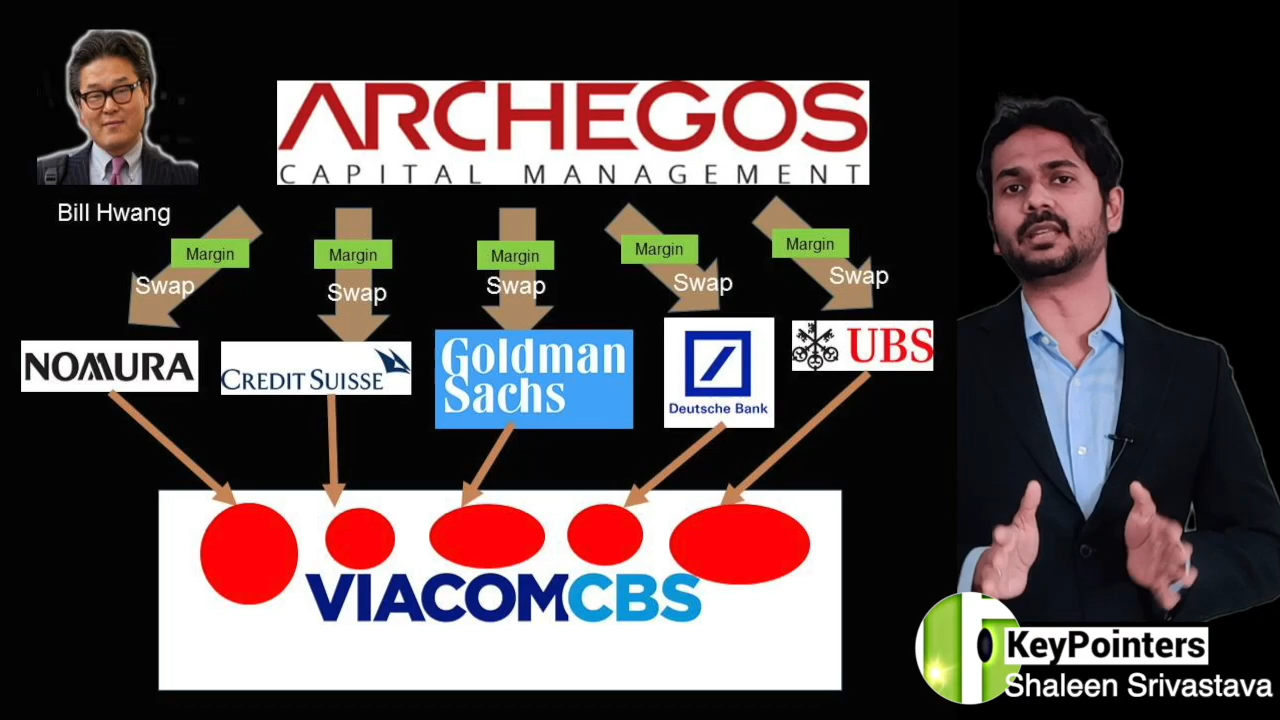 ARCHEGOS
CAPITAL MANAGEMENT
Bill Hwang
Margin
Margin
Margin
Margin
Margin
Swap
Swap
Swap
Swap
Swap
NOMURA
CREDIT SUISSE
Goldman
Sachs
Deutsche Bank
UBS
VIACOMCBS
KeyPointers
Shaleen Srivastava